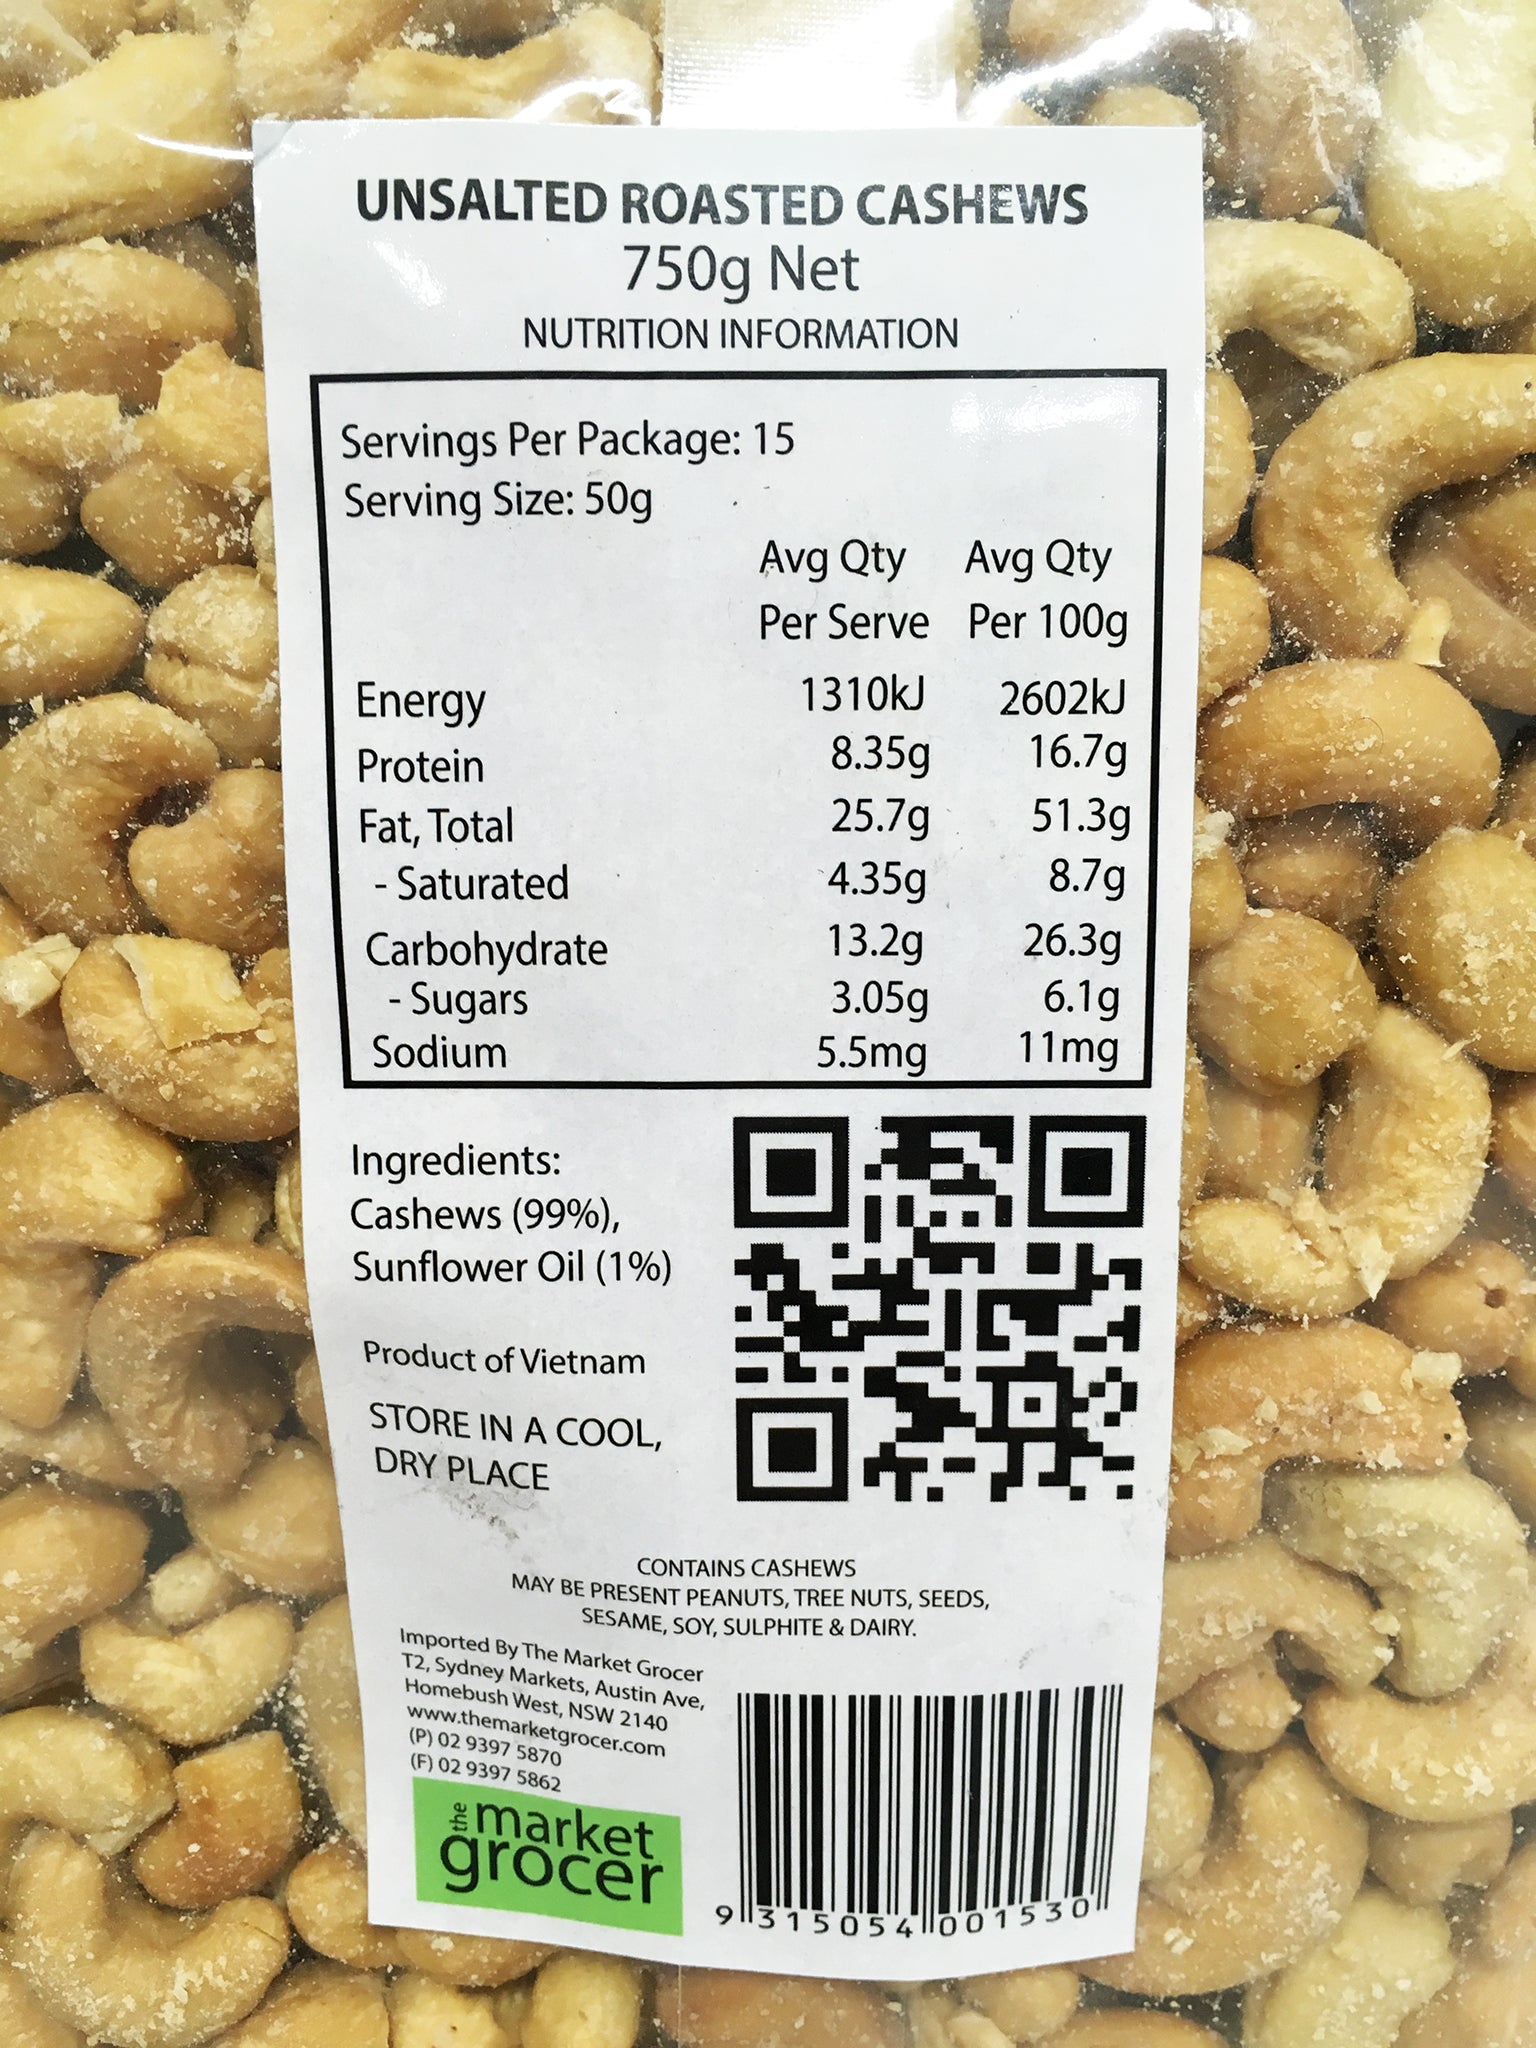 UNSALTED ROASTED CASHEWS
750g Net
NUTRITION INFORMATION
Servings Per Package: 15
Serving Size: 50g
Avg Qty Avg Qty
Per Serve Per 100g
Energy 1310kJ 2602kJ
Protein 8.35g 16.7g
Fat, Total 25.7g 51.3g
- Saturated 4.35g 8.7g
Carbohydrate 13.2g 26.3g
- Sugars 3.05g 6.1g
Sodium 5.5mg 11mg
Ingredients:
Cashews (99%),
Sunflower Oil (1%)
Product of Vietnam
STORE IN A COOL,
DRY PLACE
CONTAINS CASHEWS
MAY BE PRESENT PEANUTS, TREE NUTS, SEEDS,
SESAME, SOY, SULPHITE & DAIRY.
Imported By The Market Grocer
T2, Sydney Markets, Austin Ave,
Homebush West, NSW 2140
www.themarketgrocer.com
(P) 02 9397 5870
(F) 02 9397 5862
the market
grocer
9 315054 001530